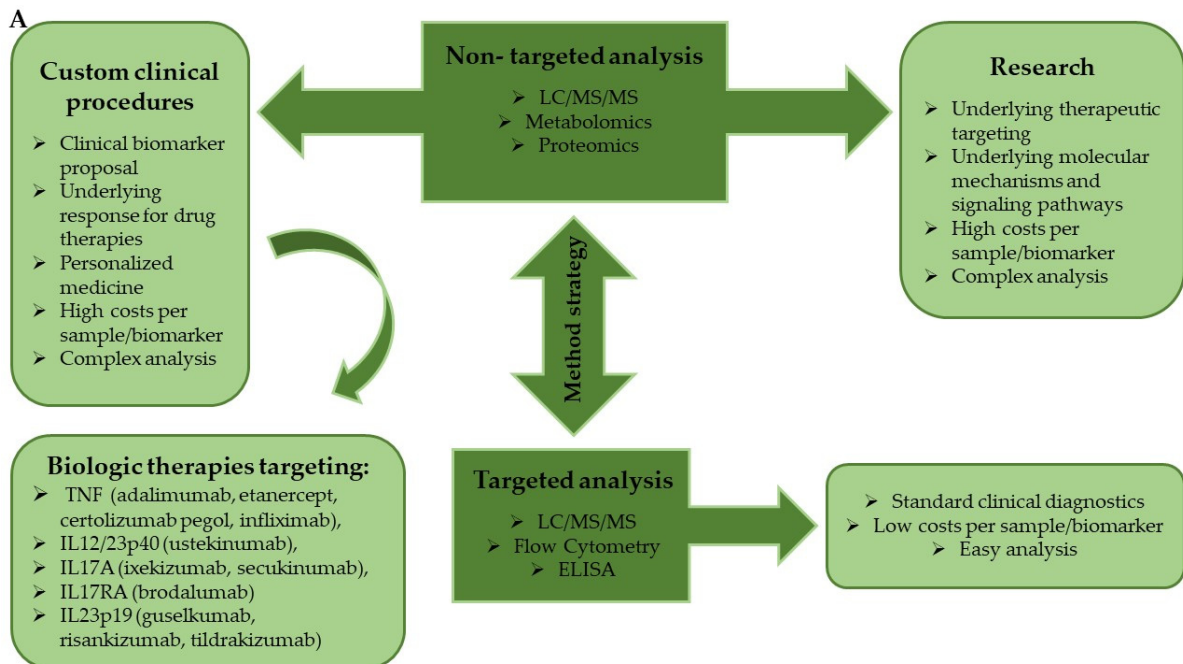 A
Custom clinical
procedures
➤ Clinical biomarker
proposal
➤ Underlying
response for drug
therapies
➤ Personalized
medicine
➤ High costs per
sample/biomarker
➤ Complex analysis
Non- targeted analysis
➤ LC/MS/MS
➤ Metabolomics
➤ Proteomics
Research
➤ Underlying therapeutic
targeting
➤ Underlying molecular
mechanisms and
signaling pathways
➤ High costs per
sample/biomarker
➤ Complex analysis
Method strategy
Biologic therapies targeting:
➤ TNF (adalimumab, etanercept,
certolizumab pegol, infliximab),
➤ IL12/23p40 (ustekinumab),
➤ IL17A (ixekizumab, secukinumab),
➤ IL17RA (brodalumab)
➤ IL23p19 (guselkumab,
risankizumab, tildrakizumab)
Targeted analysis
➤ LC/MS/MS
➤ Flow Cytometry
➤ ELISA
➤ Standard clinical diagnostics
➤ Low costs per sample/biomarker
➤ Easy analysis